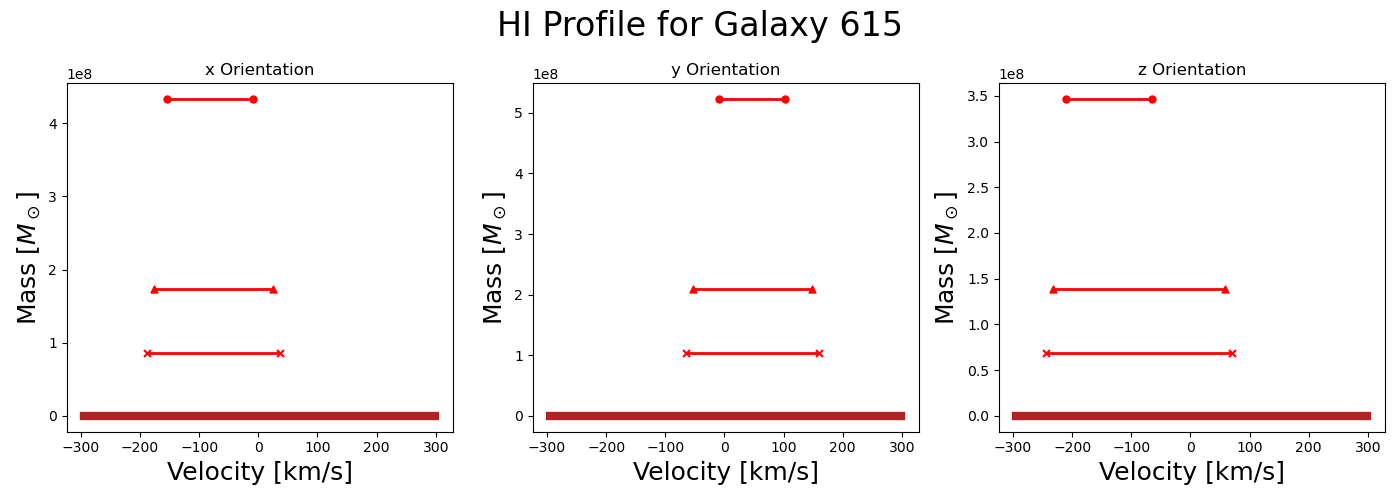 HI Profile for Galaxy 615
x Orientation
1e8
4
3
2
1
0
Mass [M_⊙]
−300 −200 −100 0 100 200 300
Velocity [km/s]
y Orientation
1e8
5
4
3
2
1
0
Mass [M_⊙]
−300 −200 −100 0 100 200 300
Velocity [km/s]
z Orientation
1e8
3.5
3.0
2.5
2.0
1.5
1.0
0.5
0.0
Mass [M_⊙]
−300 −200 −100 0 100 200 300
Velocity [km/s]